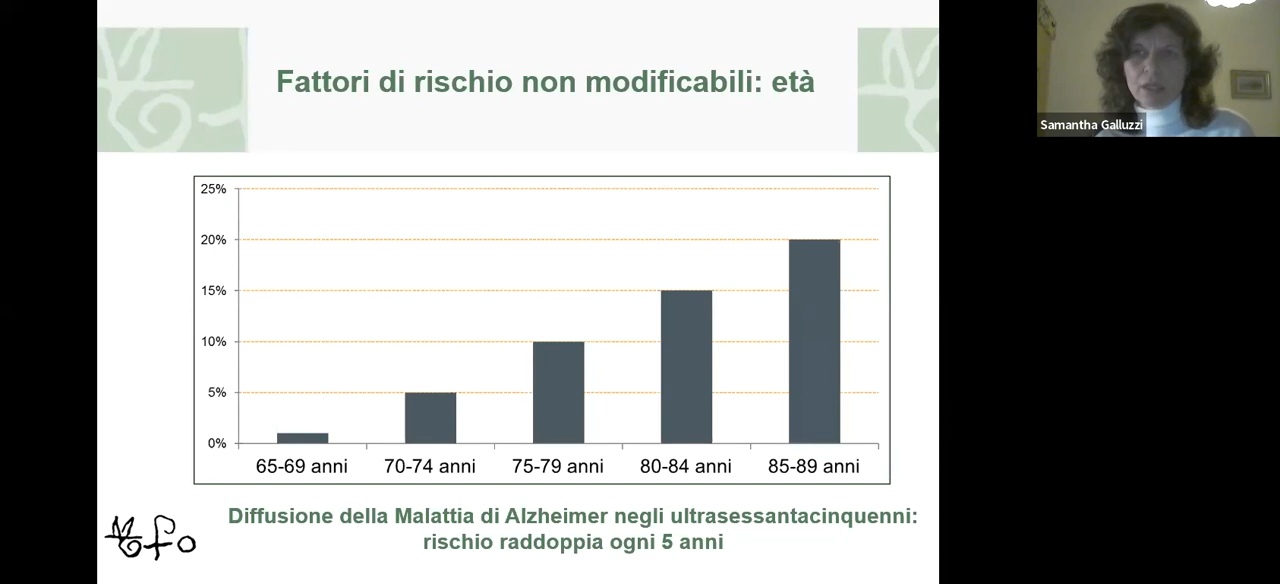 Fattori di rischio non modificabili: età
Samantha Galluzzi
25%
20%
15%
10%
5%
0%
65-69 anni
70-74 anni
75-79 anni
80-84 anni
85-89 anni
Diffusione della Malattia di Alzheimer negli ultrasessantacinquenni:
rischio raddoppia ogni 5 anni